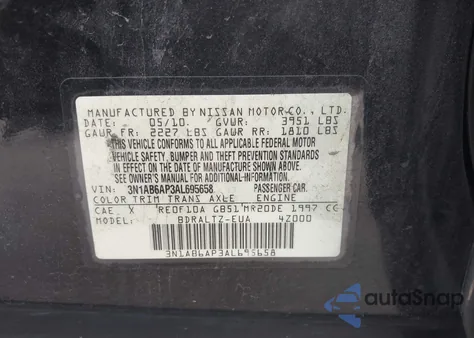 MANUFACTURED BY NISSAN MOTOR CO., LTD.
DATE: 05/10 GVWR: 3951 LBS
GAWR FR: 2227 LBS GAWR RR: 1810 LBS
THIS VEHICLE CONFORMS TO ALL APPLICABLE FEDERAL MOTOR
VEHICLE SAFETY, BUMPER AND THEFT PREVENTION STANDARDS
IN EFFECT ON THE DATE OF MANUFACTURE SHOWN ABOVE.
SEE OWNER'S MANUAL FOR ADDITIONAL INFORMATION
VIN: 3N1AB6AP3AL695658 PASSENGER CAR.
COLOR TRIM TRANS AXLE ENGINE
CAE X RE0F10A GB51 MR20DE 1997 CC
BDRALTZ-EUA 4Z000
3N1AB6AP3AL695658
autoSnap